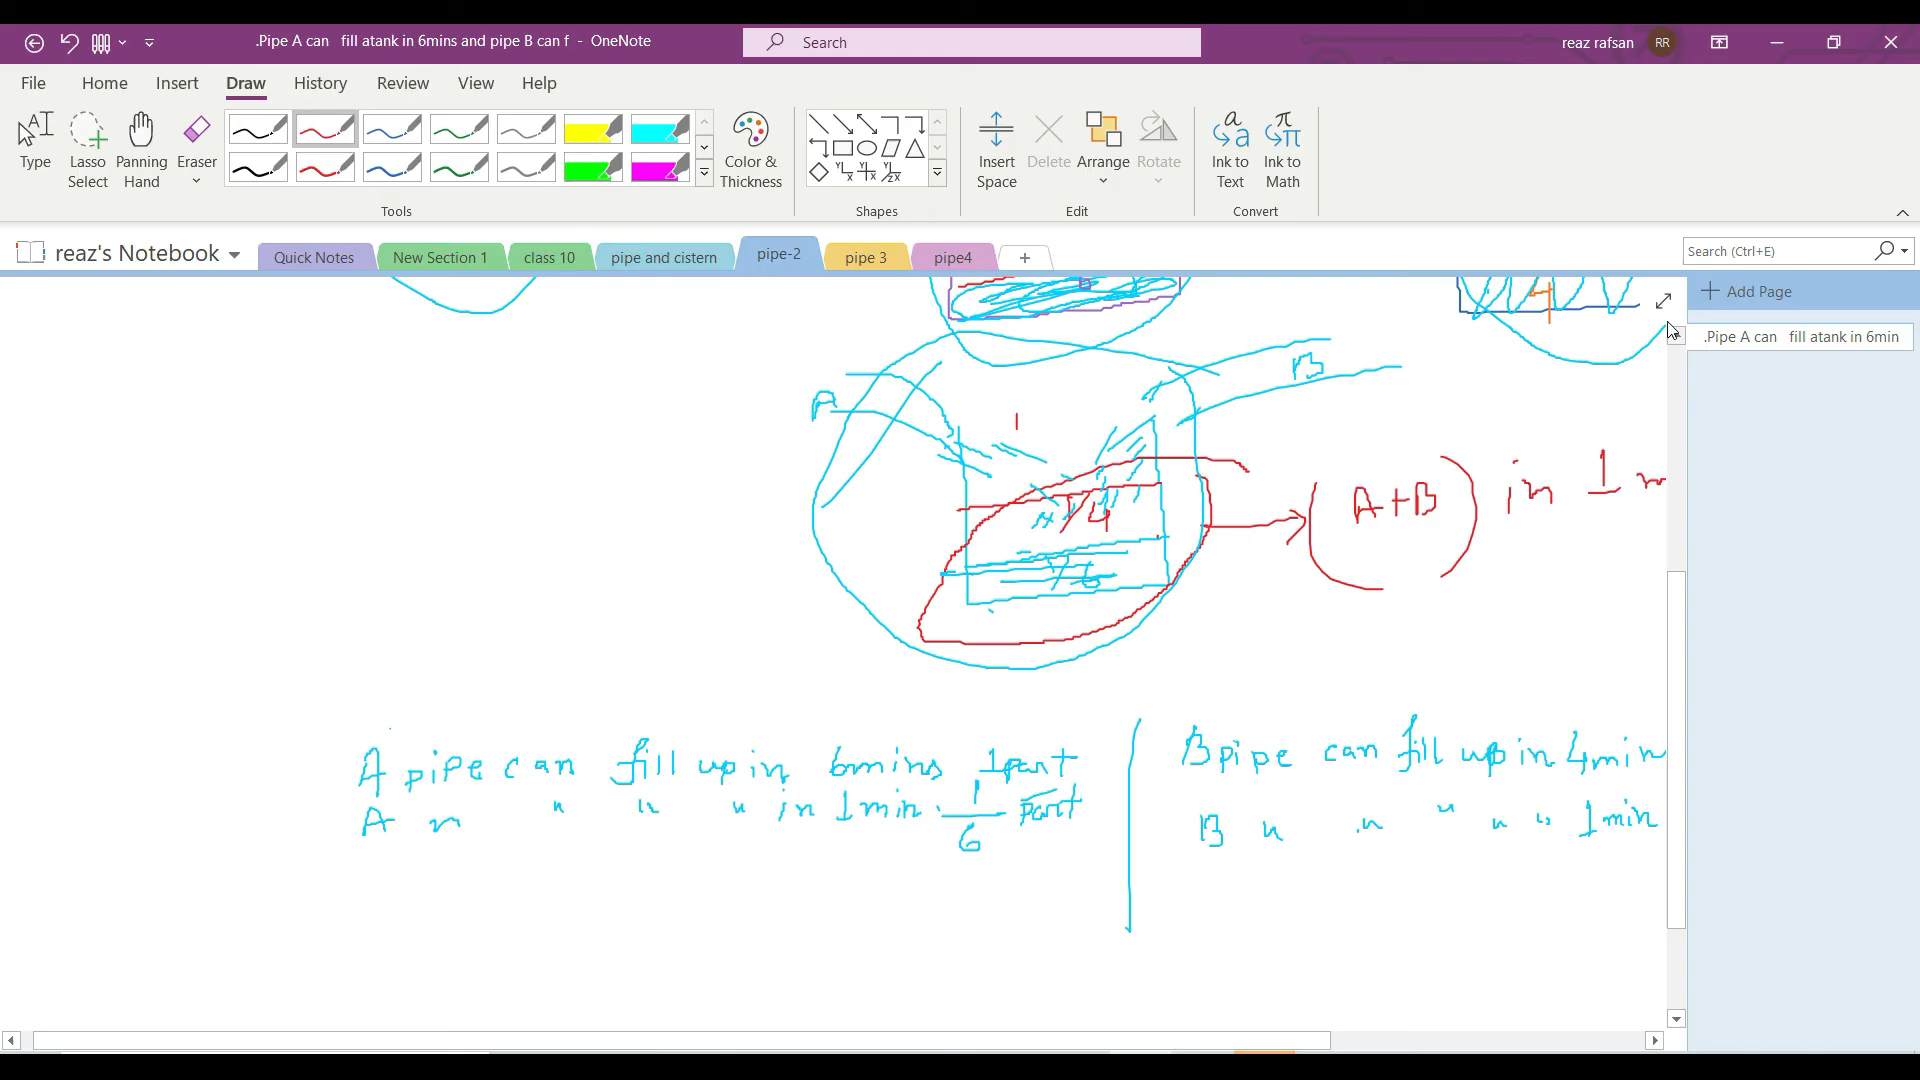 .Pipe A can fill atank in 6mins and pipe B can f - OneNote
Search
reaz rafsan
RR
File Home Insert Draw History Review View Help
Type
Lasso Select
Panning Hand
Eraser
Color & Thickness
Insert Space
Delete
Arrange
Rotate
Ink to Text
Ink to Math
Tools
Shapes
Edit
Convert
reaz's Notebook
Quick Notes
New Section 1
class 10
pipe and cistern
pipe-2
pipe 3
pipe4
Search (Ctrl+E)
Add Page
.Pipe A can fill atank in 6min
A
B
1
/4
/6
(A+B) in 1 m
A pipe can fill up in 6mins 1part
A " " " " in 1min 1/6 part
B pipe can fill up in 4min
B " " " " " 1min